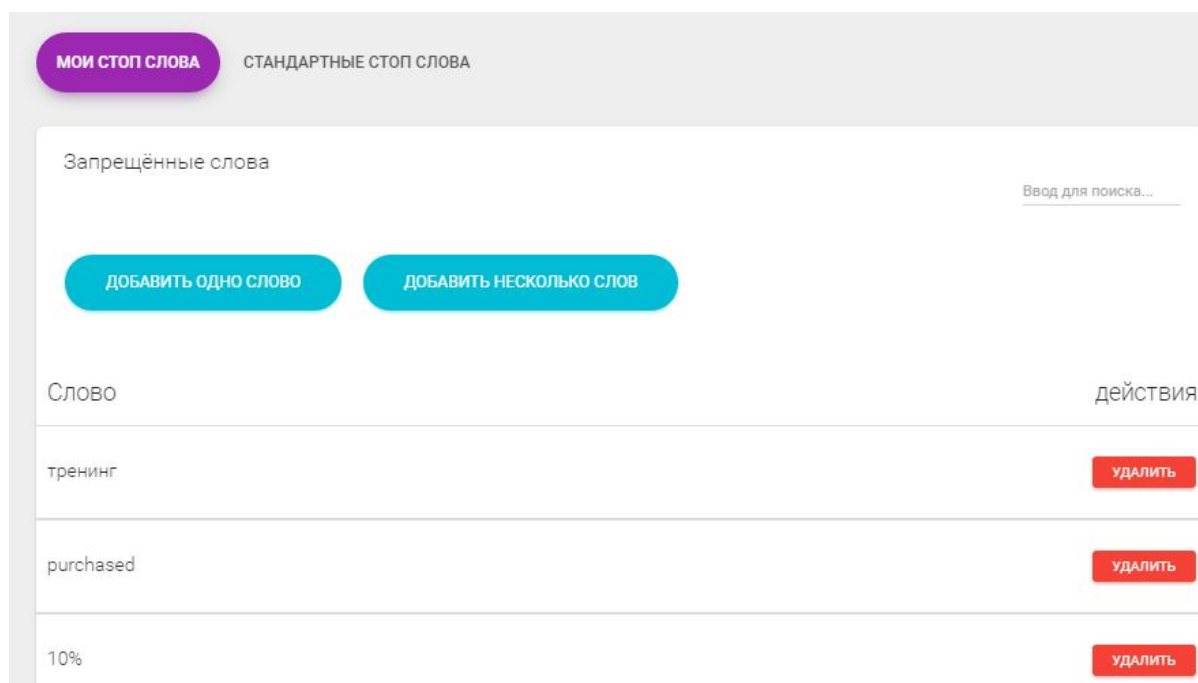 МОИ СТОП СЛОВА СТАНДАРТНЫЕ СТОП СЛОВА
Запрещённые слова
Ввод для поиска...
ДОБАВИТЬ ОДНО СЛОВО ДОБАВИТЬ НЕСКОЛЬКО СЛОВ
Слово действия
тренинг УДАЛИТЬ
purchased УДАЛИТЬ
10% УДАЛИТЬ